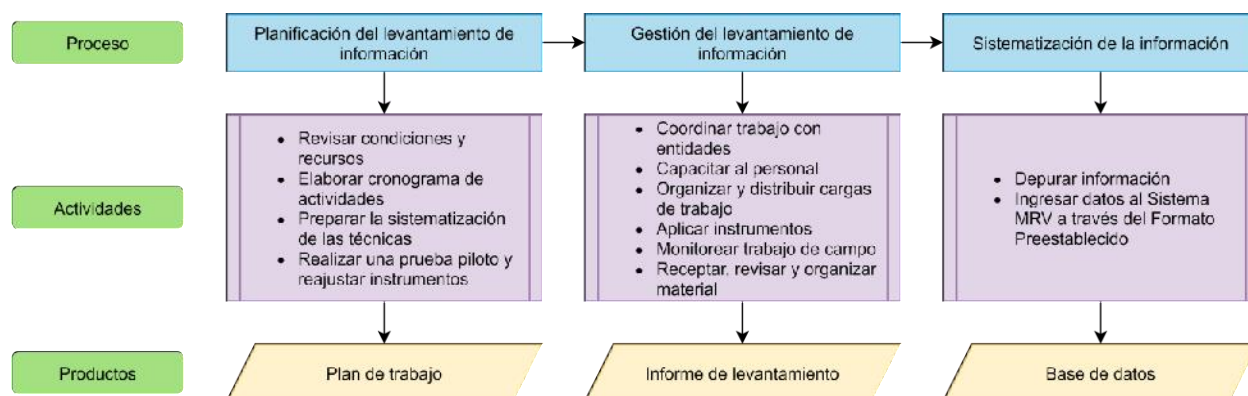 Proceso
Planificación del levantamiento de
información
Gestión del levantamiento de
información
Sistematización de la información
Actividades
• Revisar condiciones y
recursos
• Elaborar cronograma de
actividades
• Preparar la sistematización
de las técnicas
• Realizar una prueba piloto y
reajustar instrumentos
• Coordinar trabajo con
entidades
• Capacitar al personal
• Organizar y distribuir cargas
de trabajo
• Aplicar instrumentos
• Monitorear trabajo de campo
• Receptar, revisar y organizar
material
• Depurar información
• Ingresar datos al Sistema
MRV a través del Formato
Preestablecido
Productos
Plan de trabajo
Informe de levantamiento
Base de datos